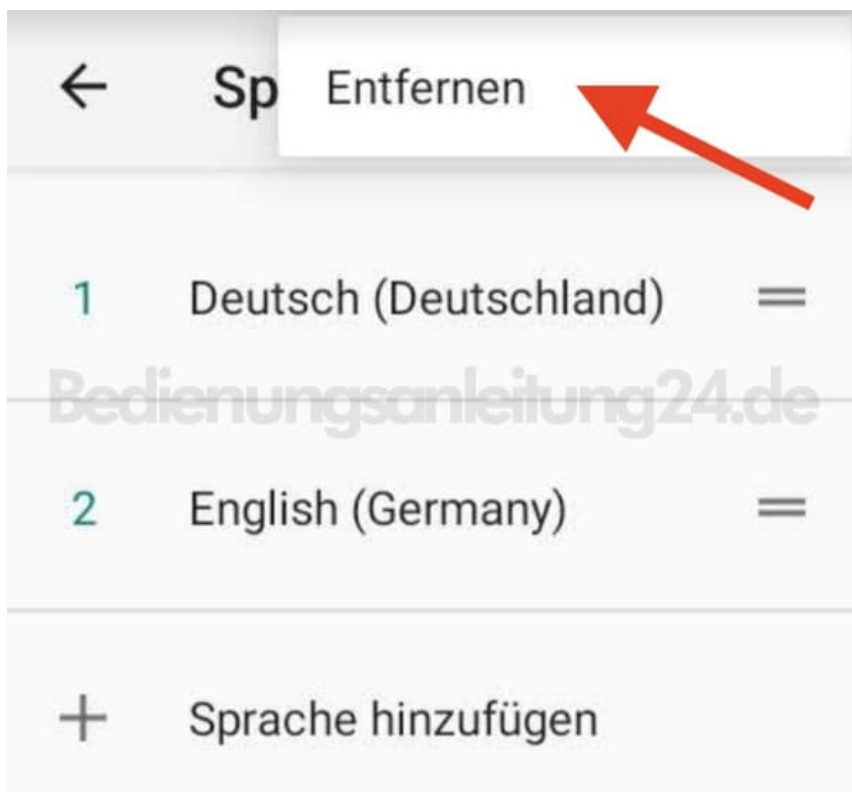 Sp
Entfernen
1 Deutsch (Deutschland)
Bedienungsanleitung24.de
2 English (Germany)
Sprache hinzufügen